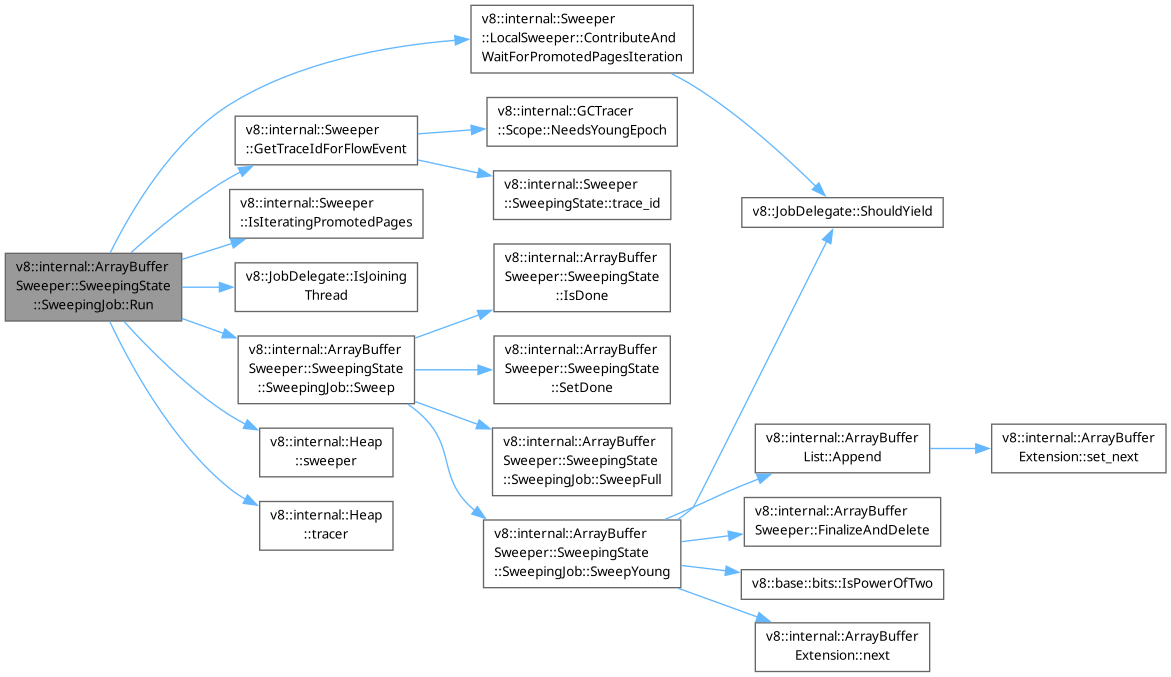 v8::internal::ArrayBuffer
Sweeper::SweepingState
::SweepingJob::Run
v8::internal::Sweeper
::LocalSweeper::ContributeAnd
WaitForPromotedPagesIteration
v8::internal::Sweeper
::GetTraceIdForFlowEvent
v8::internal::GCTracer
::Scope::NeedsYoungEpoch
v8::internal::Sweeper
::SweepingState::trace_id
v8::JobDelegate::ShouldYield
v8::internal::Sweeper
::IsIteratingPromotedPages
v8::JobDelegate::IsJoining
Thread
v8::internal::ArrayBuffer
Sweeper::SweepingState
::SweepingJob::Sweep
v8::internal::ArrayBuffer
Sweeper::SweepingState
::IsDone
v8::internal::ArrayBuffer
Sweeper::SweepingState
::SetDone
v8::internal::ArrayBuffer
Sweeper::SweepingState
::SweepingJob::SweepFull
v8::internal::ArrayBuffer
Sweeper::SweepingState
::SweepingJob::SweepYoung
v8::internal::ArrayBuffer
List::Append
v8::internal::ArrayBuffer
Extension::set_next
v8::internal::ArrayBuffer
Sweeper::FinalizeAndDelete
v8::base::bits::IsPowerOfTwo
v8::internal::ArrayBuffer
Extension::next
v8::internal::Heap
::sweeper
v8::internal::Heap
::tracer